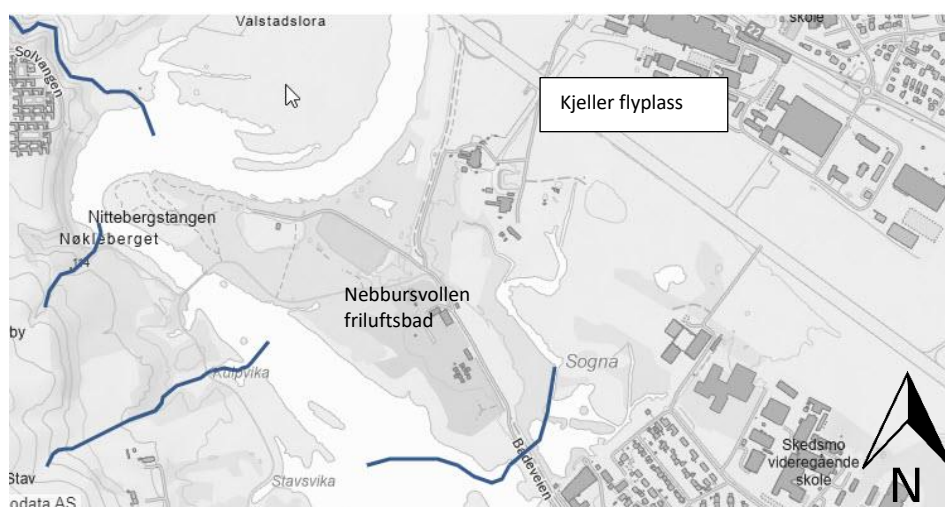 Valstadslora
skole
22
Solvangen
Kjeller flyplass
Nittebergstangen
Nøkleberget
114
by
Nebbursvollen
friluftsbad
Sogna
Kulpvika
Badeveien
Skedsmo
videregående
skole
Stav
Stavsvika
odata AS
N